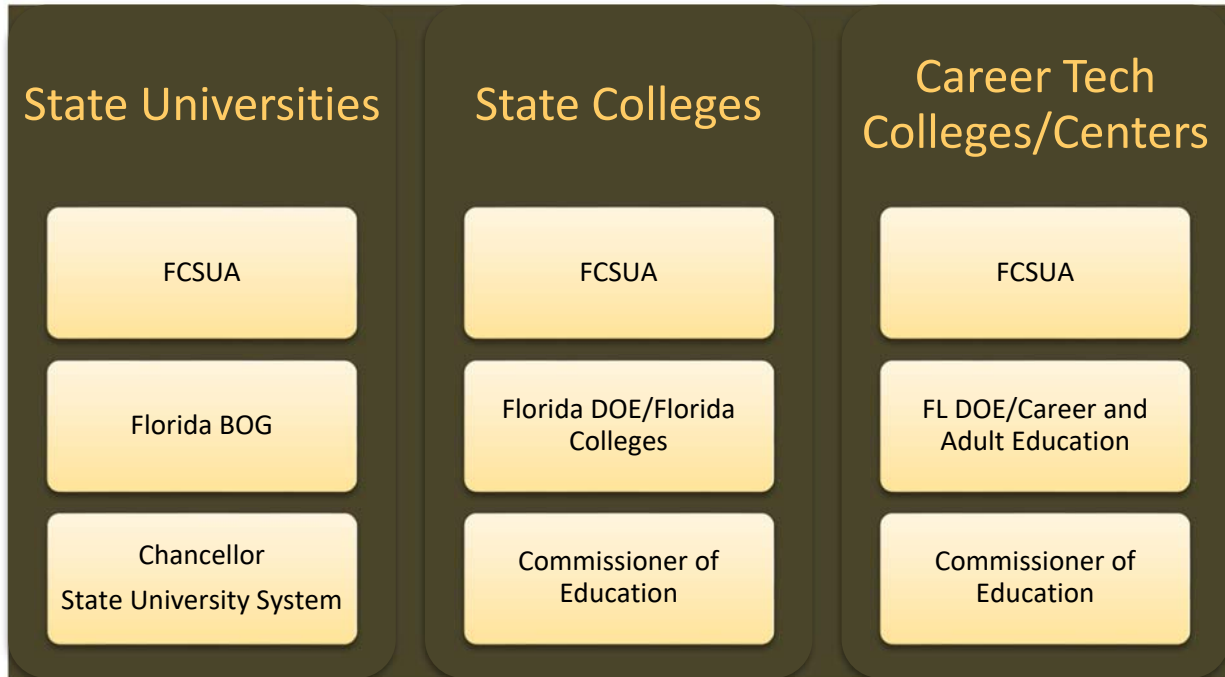 State Universities
FCSUA
Florida BOG
Chancellor
State University System
State Colleges
FCSUA
Florida DOE/Florida
Colleges
Commissioner of
Education
Career Tech
Colleges/Centers
FCSUA
FL DOE/Career and
Adult Education
Commissioner of
Education